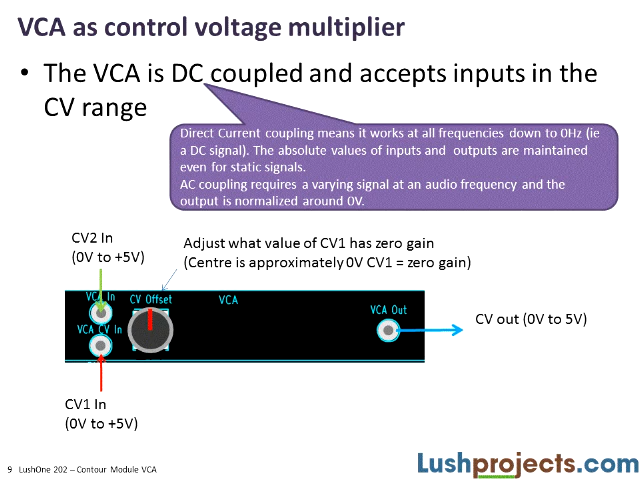 VCA as control voltage multiplier
• The VCA is DC coupled and accepts inputs in the
CV range
Direct Current coupling means it works at all frequencies down to 0Hz (ie
a DC signal). The absolute values of inputs and outputs are maintained
even for static signals.
AC coupling requires a varying signal at an audio frequency and the
output is normalized around 0V.
CV2 In
(0V to +5V)
Adjust what value of CV1 has zero gain
(Centre is approximately 0V CV1 = zero gain)
VCA In
CV Offset
VCA
VCA CV In
VCA Out
CV out (0V to 5V)
CV1 In
(0V to +5V)
9 LushOne 202 – Contour Module VCA
Lushprojects.com